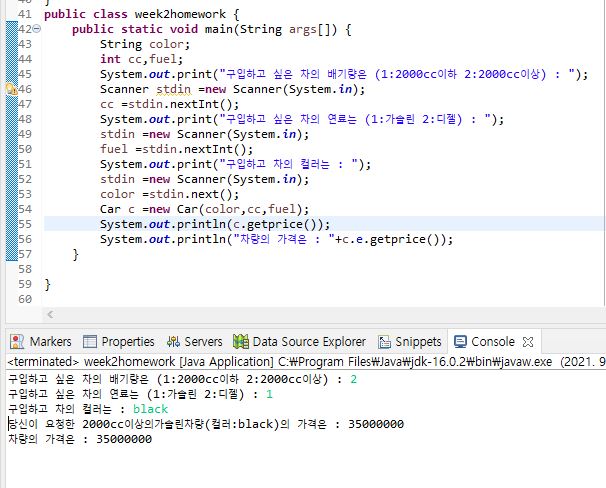 40 }
41 public class week2homework {
42 public static void main(String args[]) {
43 String color;
44 int cc,fuel;
45 System.out.print("구입하고 싶은 차의 배기량은 (1:2000cc이하 2:2000cc이상) : ");
46 Scanner stdin =new Scanner(System.in);
47 cc =stdin.nextInt();
48 System.out.print("구입하고 싶은 차의 연료는 (1:가솔린 2:디젤) : ");
49 stdin =new Scanner(System.in);
50 fuel =stdin.nextInt();
51 System.out.print("구입하고 차의 컬러는 : ");
52 stdin =new Scanner(System.in);
53 color =stdin.next();
54 Car c =new Car(color,cc,fuel);
55 System.out.println(c.getprice());
56 System.out.println("차량의 가격은 : "+c.e.getprice());
57 }
58
59 }
60
Markers Properties Servers Data Source Explorer Snippets Console
<terminated> week2homework [Java Application] C:₩Program Files₩Java₩jdk-16.0.2₩bin₩javaw.exe (2021. 9
구입하고 싶은 차의 배기량은 (1:2000cc이하 2:2000cc이상) : 2
구입하고 싶은 차의 연료는 (1:가솔린 2:디젤) : 1
구입하고 차의 컬러는 : black
당신이 요청한 2000cc이상의가솔린차량(컬러:black)의 가격은 : 35000000
차량의 가격은 : 35000000